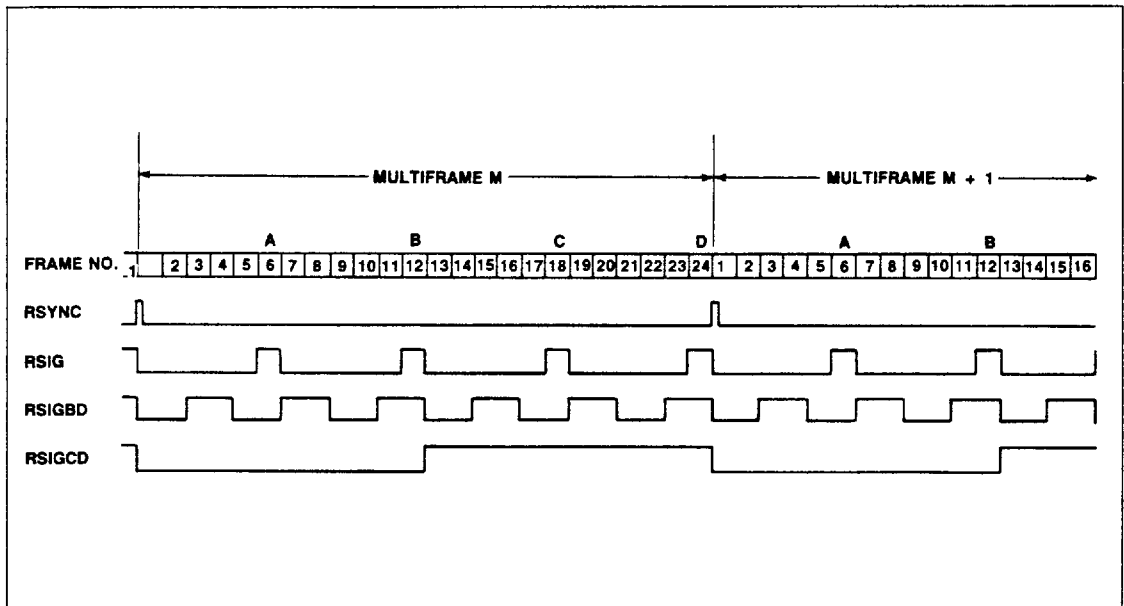 MULTIFRAME M MULTIFRAME M + 1
A B C D A B
FRAME NO. 1 2 3 4 5 6 7 8 9 10 11 12 13 14 15 16 17 18 19 20 21 22 23 24 1 2 3 4 5 6 7 8 9 10 11 12 13 14 15 16
RSYNC
RSIG
RSIGBD
RSIGCD